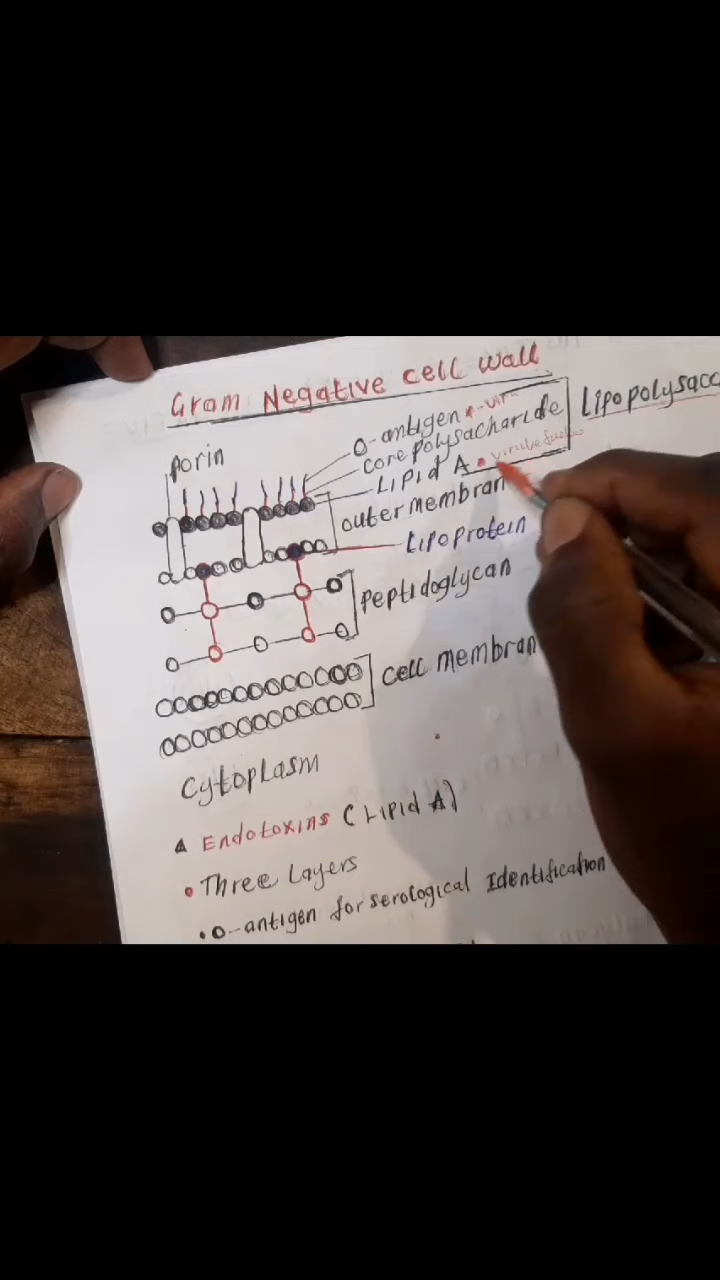 Gram Negative cell wall
porin
O-antigen
core polysacharide
Lipopolysacc
Lipid A
outer membran
Lipoprotein
peptidoglycan
cell membran
Cytoplasm
Endotoxins (Lipid A)
• Three Layers
• O-antigen for serological Identification